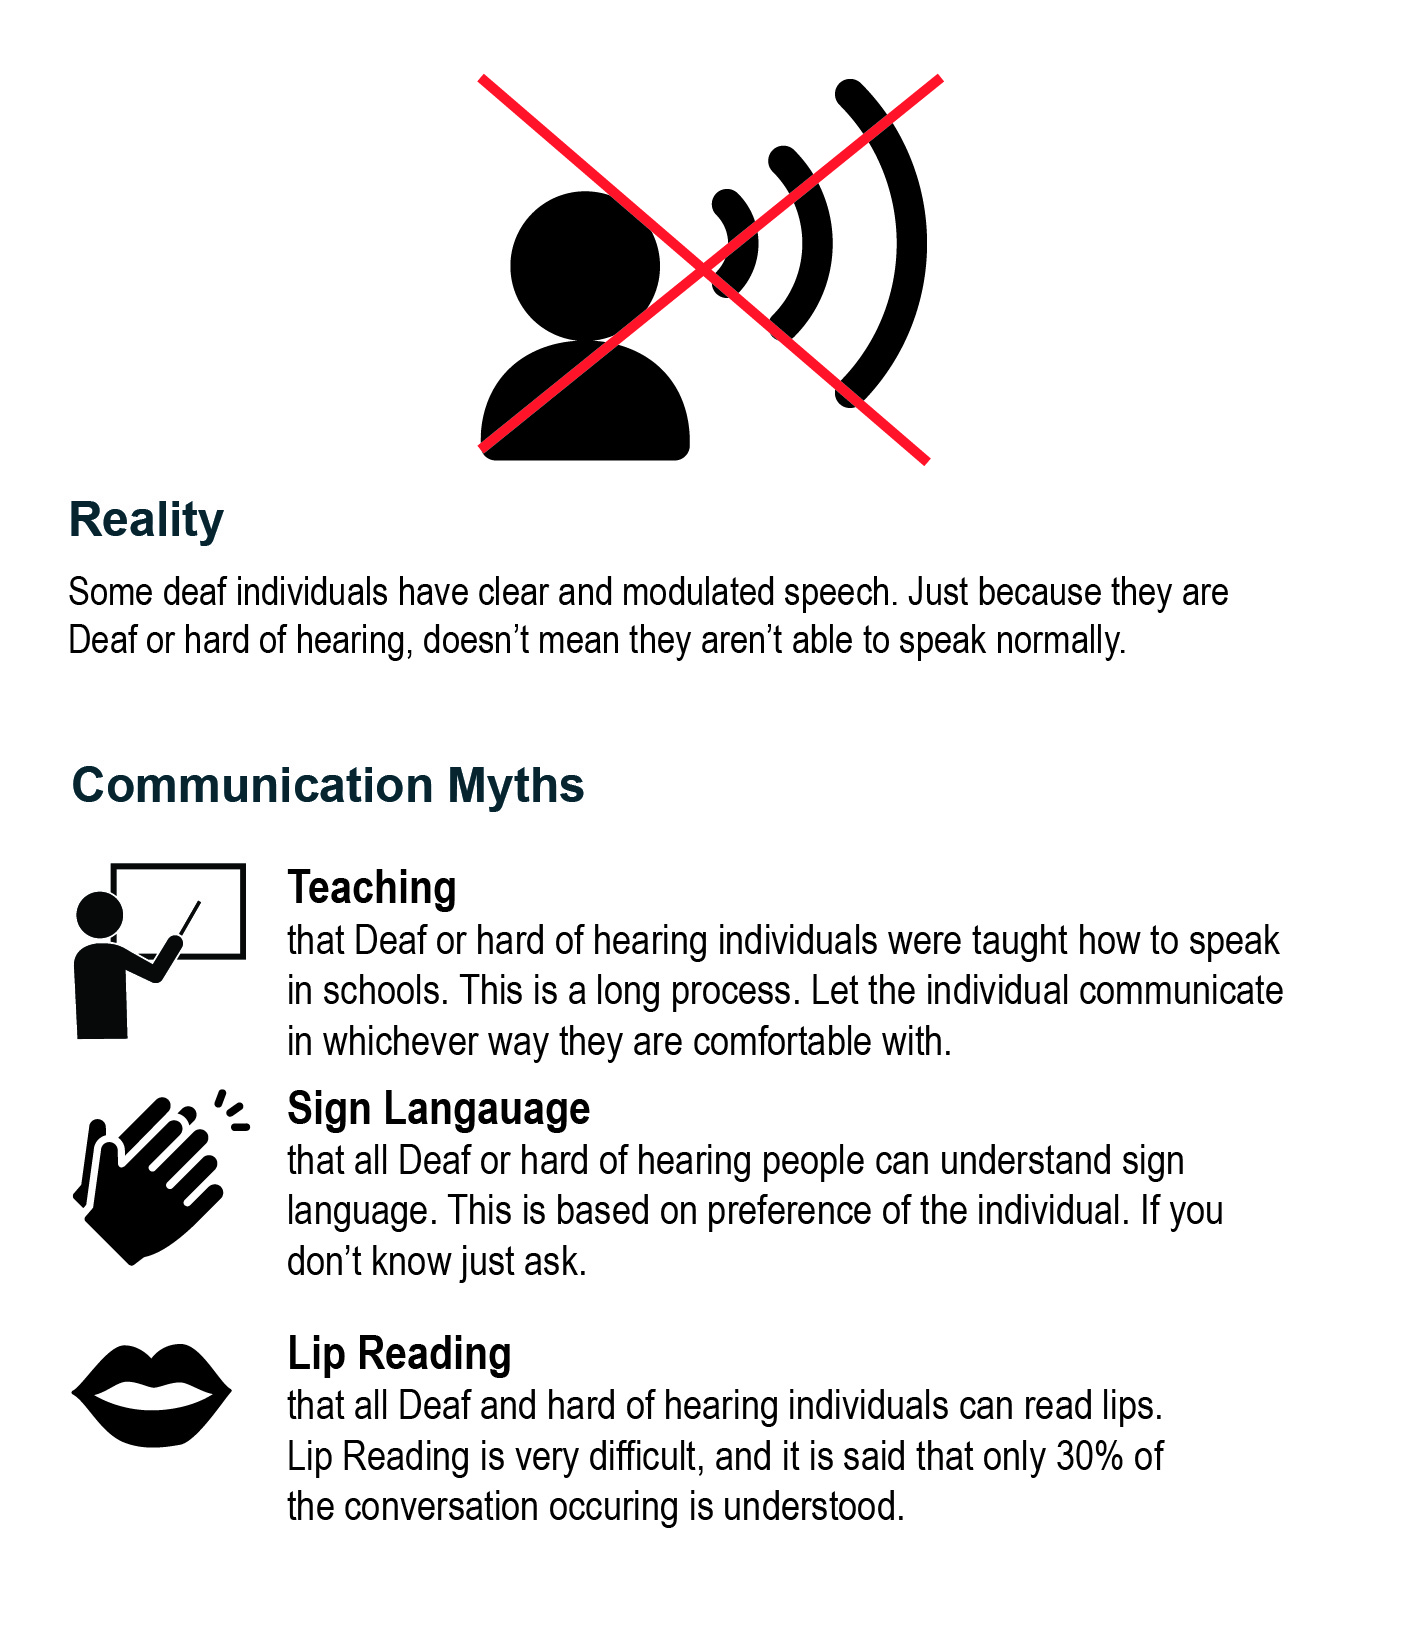 Reality
Some deaf individuals have clear and modulated speech. Just because they are
Deaf or hard of hearing, doesn’t mean they aren’t able to speak normally.
Communication Myths
Teaching
that Deaf or hard of hearing individuals were taught how to speak
in schools. This is a long process. Let the individual communicate
in whichever way they are comfortable with.
Sign Langauage
that all Deaf or hard of hearing people can understand sign
language. This is based on preference of the individual. If you
don’t know just ask.
Lip Reading
that all Deaf and hard of hearing individuals can read lips.
Lip Reading is very difficult, and it is said that only 30% of
the conversation occuring is understood.